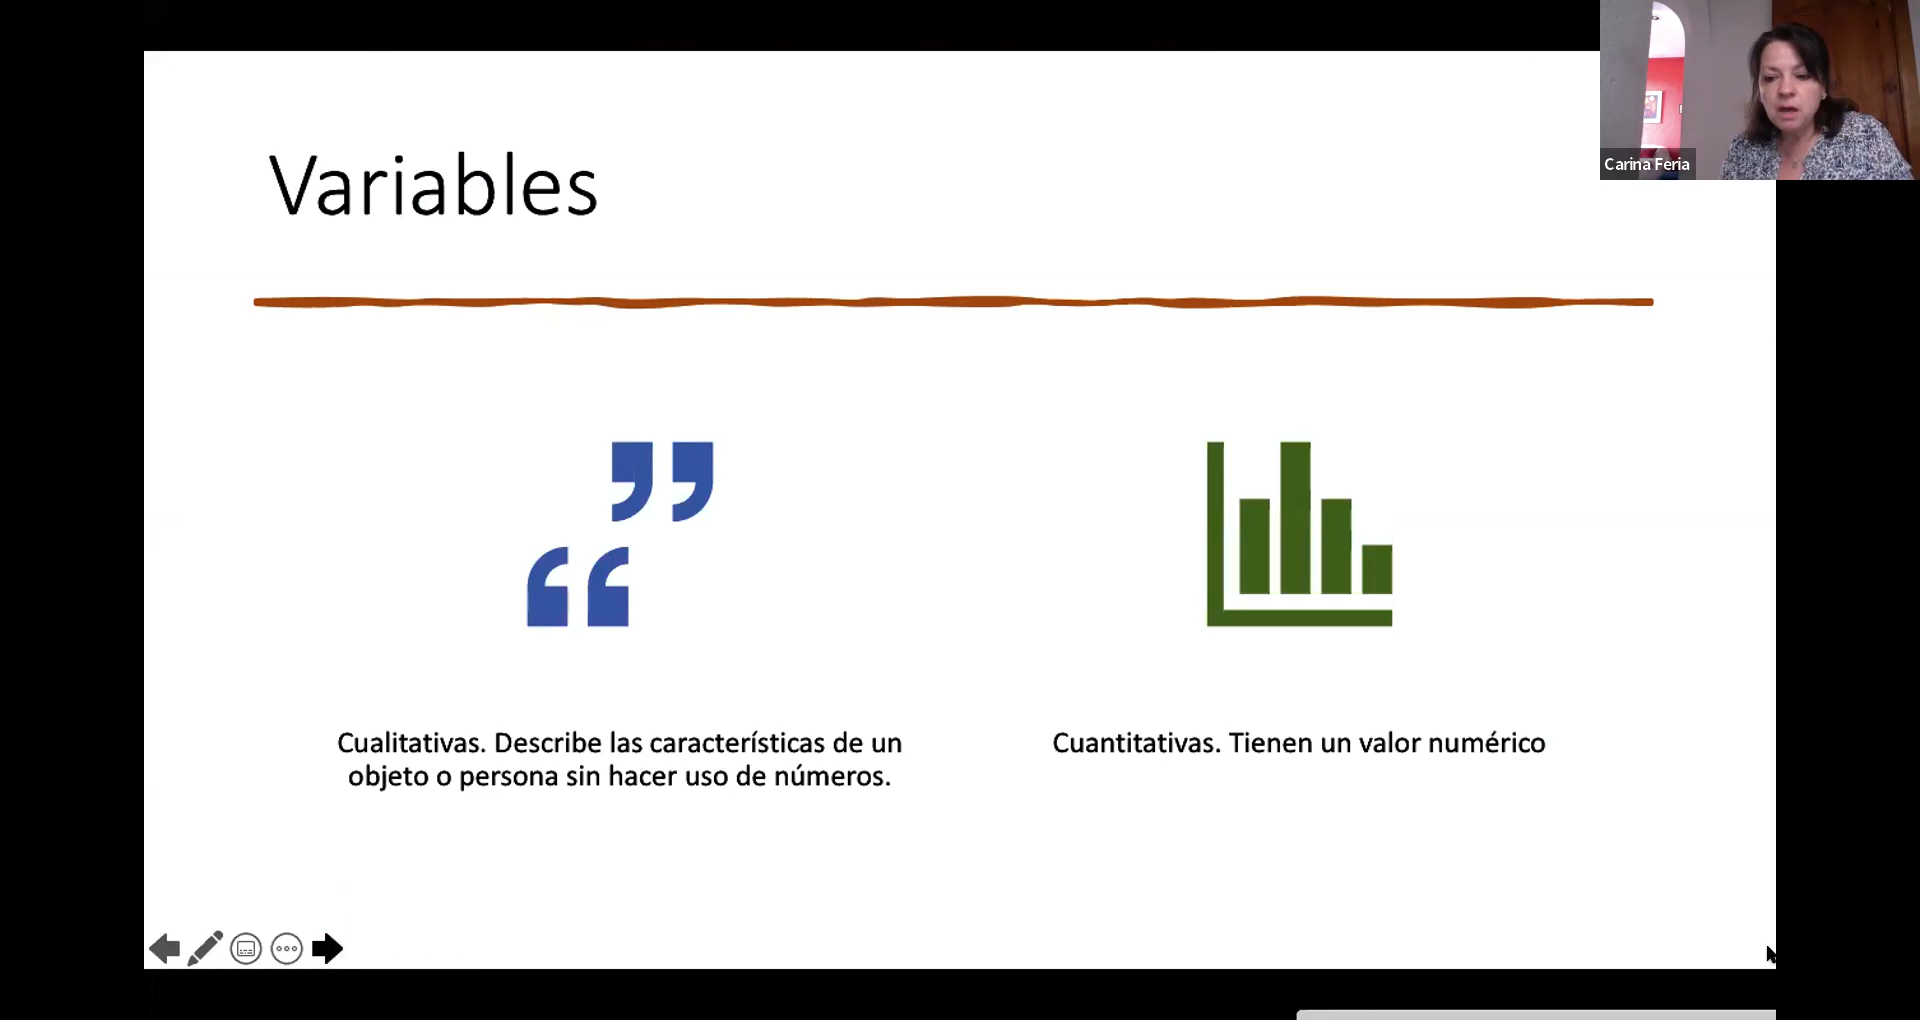 Variables
Carina Feria
Cualitativas. Describe las características de un
objeto o persona sin hacer uso de números.
Cuantitativas. Tienen un valor numérico